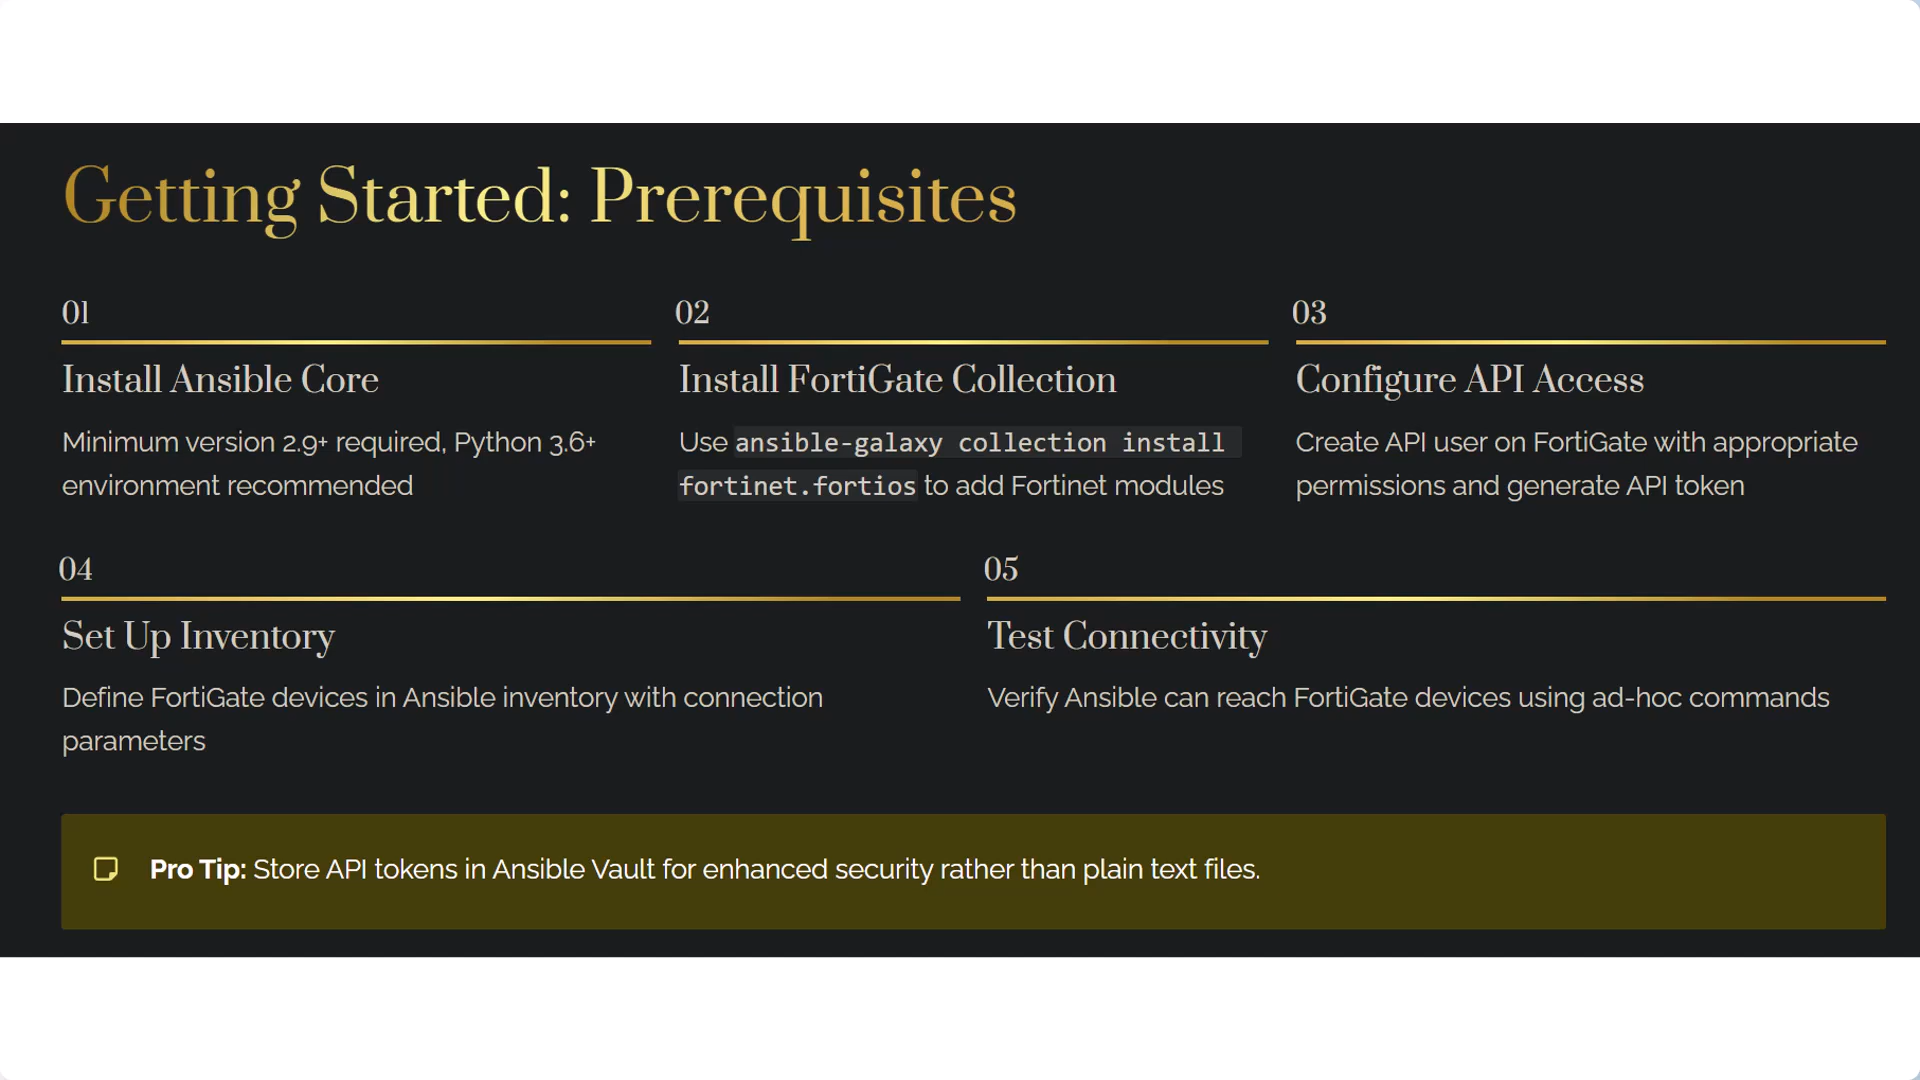 Getting Started: Prerequisites
01
Install Ansible Core
Minimum version 2.9+ required, Python 3.6+
environment recommended
02
Install FortiGate Collection
Use ansible-galaxy collection install
fortinet.fortios to add Fortinet modules
03
Configure API Access
Create API user on FortiGate with appropriate
permissions and generate API token
04
Set Up Inventory
Define FortiGate devices in Ansible inventory with connection
parameters
05
Test Connectivity
Verify Ansible can reach FortiGate devices using ad-hoc commands
Pro Tip: Store API tokens in Ansible Vault for enhanced security rather than plain text files.